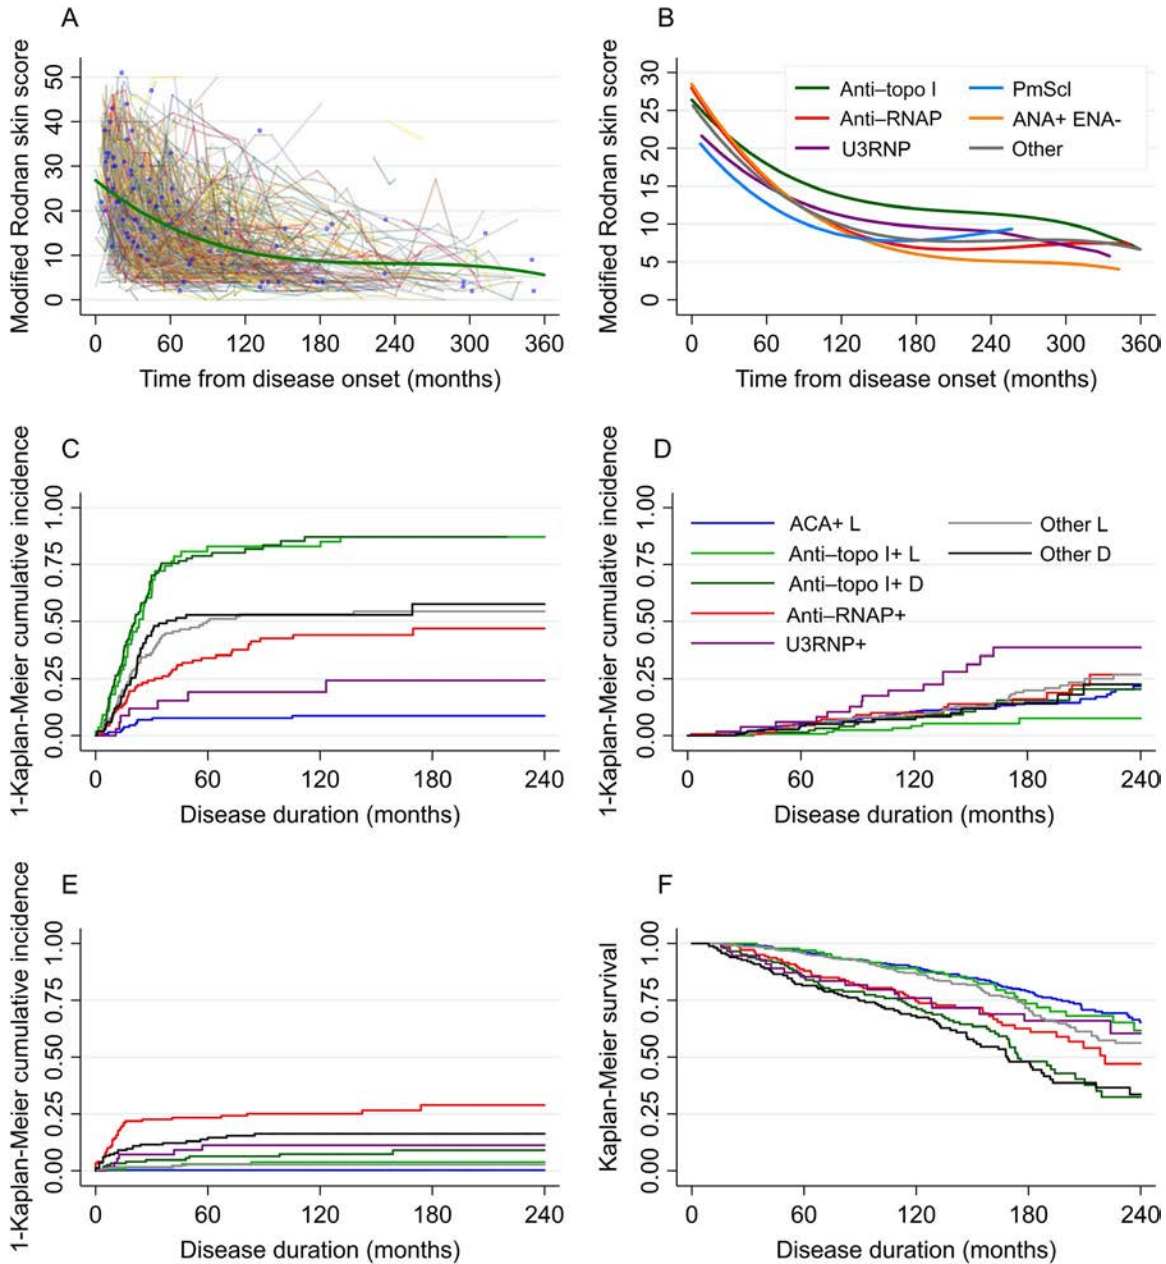 A
Modified Rodnan skin score
50
40
30
20
10
0
0 60 120 180 240 300 360
Time from disease onset (months)
B
Modified Rodnan skin score
30
25
20
15
10
5
0
Anti–topo I PmScl
Anti–RNAP ANA+ ENA-
U3RNP Other
0 60 120 180 240 300 360
Time from disease onset (months)
C
1-Kaplan-Meier cumulative incidence
1.00
0.75
0.50
0.25
0.00
0 60 120 180 240
Disease duration (months)
D
1-Kaplan-Meier cumulative incidence
1.00
0.75
0.50
0.25
0.00
ACA+ L Other L
Anti–topo I+ L Other D
Anti–topo I+ D
Anti–RNAP+
U3RNP+
0 60 120 180 240
Disease duration (months)
E
1-Kaplan-Meier cumulative incidence
1.00
0.75
0.50
0.25
0.00
0 60 120 180 240
Disease duration (months)
F
Kaplan-Meier survival
1.00
0.75
0.50
0.25
0.00
0 60 120 180 240
Disease duration (months)